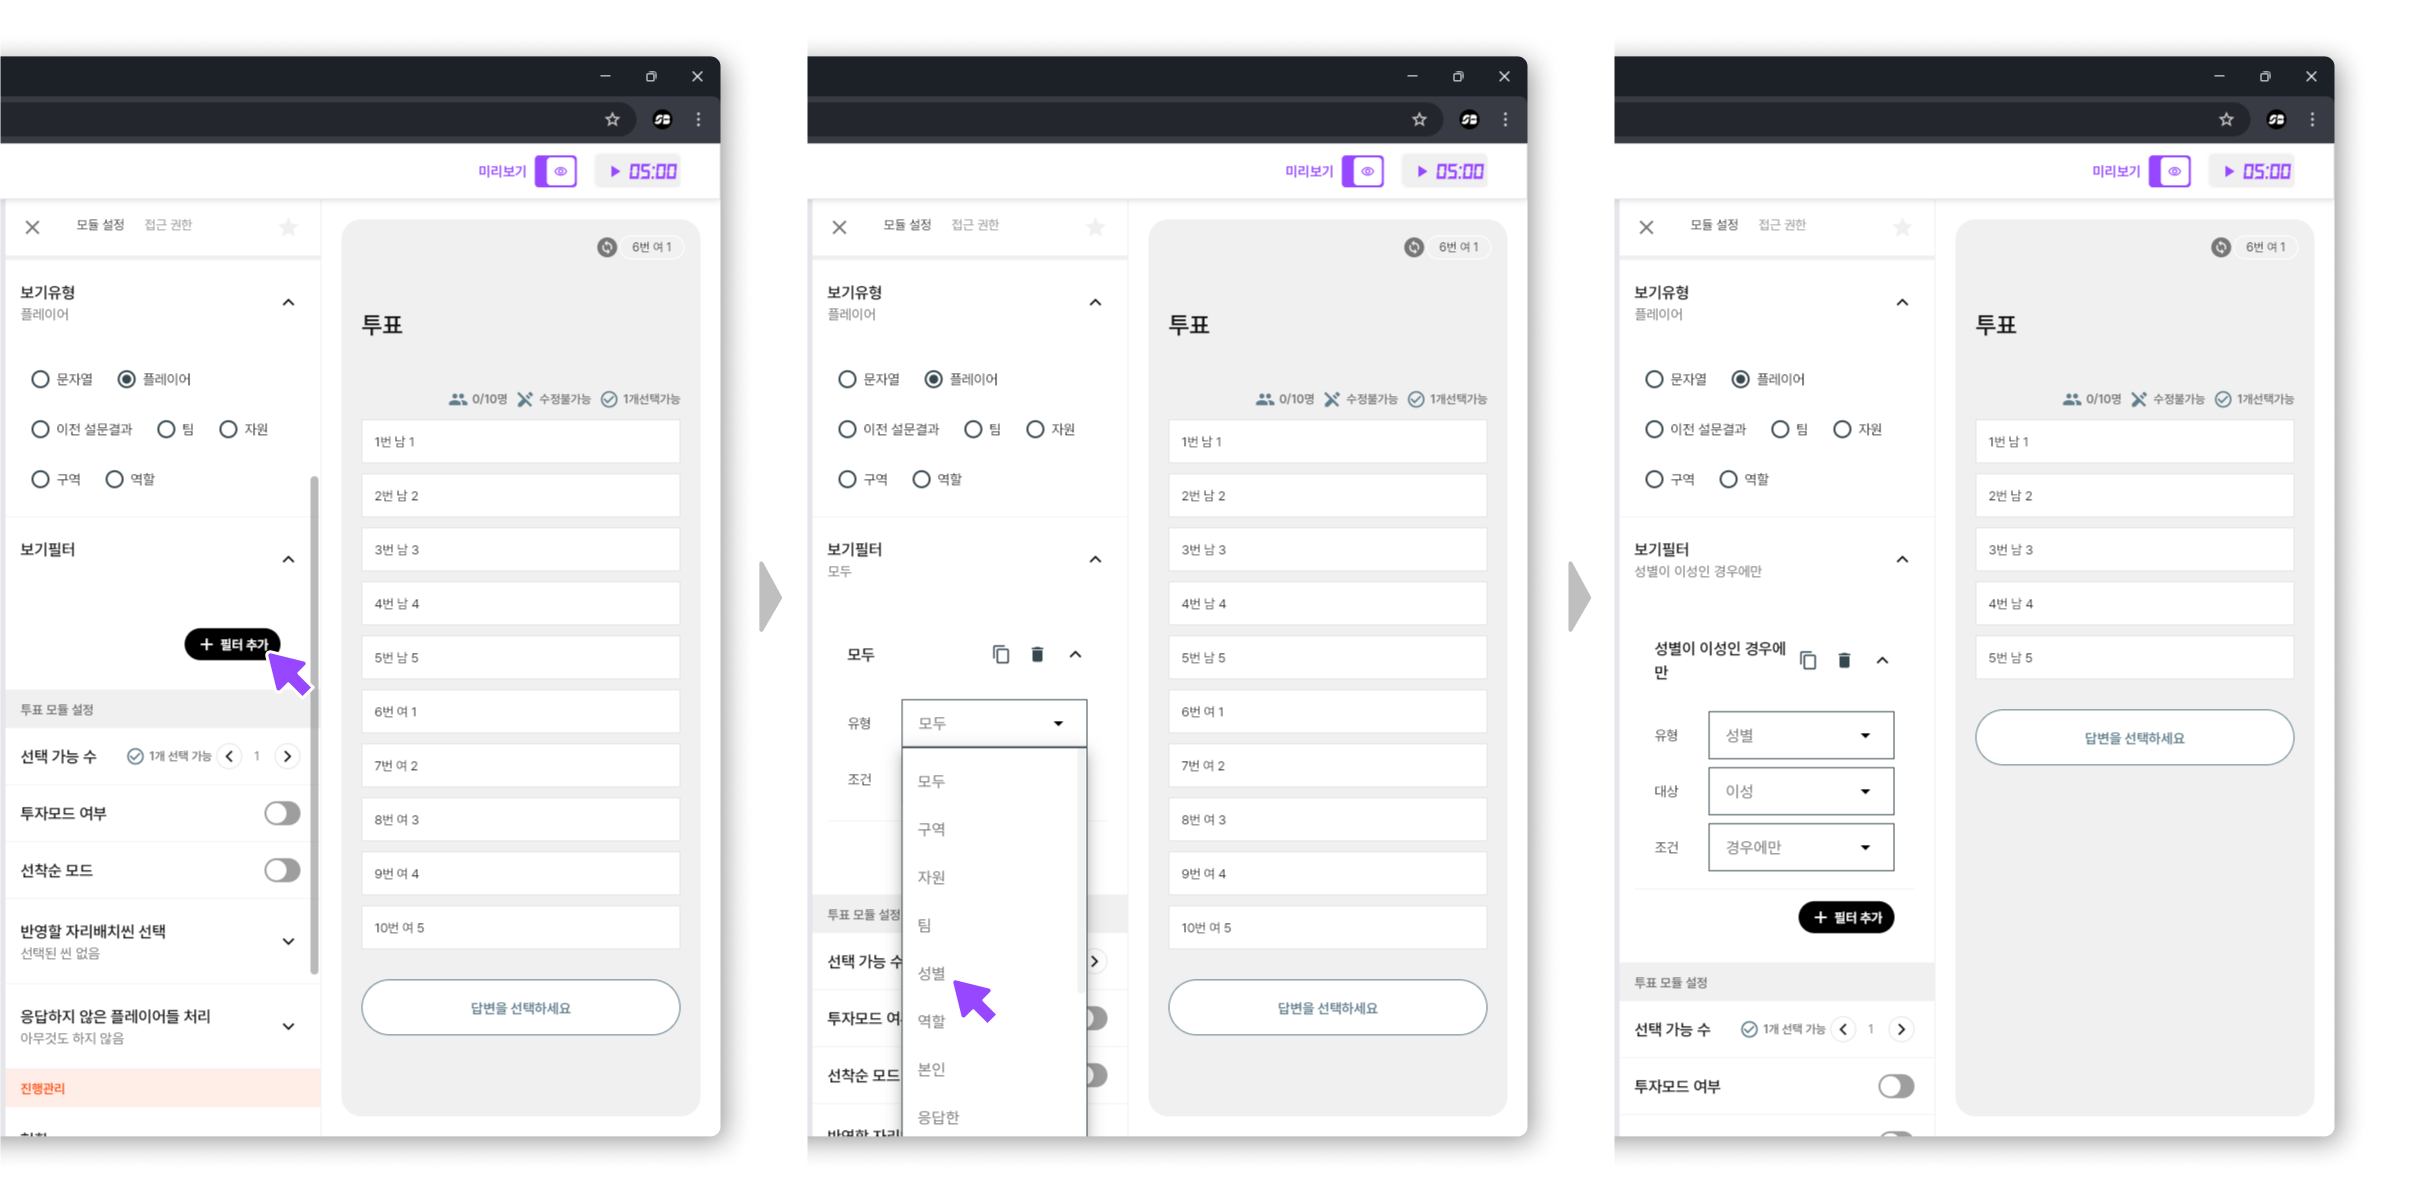 미리보기
05:00
모듈 설정 접근 권한
6번 여 1
보기유형
플레이어
문자열 플레이어
이전 설문결과 팀 자원
구역 역할
보기필터
+ 필터 추가
투표 모듈 설정
선택 가능 수 1개 선택 가능 1
투자모드 여부
선착순 모드
반영할 자리배치씬 선택
선택된 씬 없음
응답하지 않은 플레이어들 처리
아무것도 하지 않음
진행관리
투표
0/10명 수정불가능 1개선택가능
1번 남 1
2번 남 2
3번 남 3
4번 남 4
5번 남 5
6번 여 1
7번 여 2
8번 여 3
9번 여 4
10번 여 5
답변을 선택하세요
미리보기
05:00
모듈 설정 접근 권한
6번 여 1
보기유형
플레이어
문자열 플레이어
이전 설문결과 팀 자원
구역 역할
보기필터
모두
모두
유형 모두
조건
모두
구역
자원
팀
성별
역할
본인
응답한
투표 모듈 설정
선택 가능 수
투자모드 여
선착순 모드
투표
0/10명 수정불가능 1개선택가능
1번 남 1
2번 남 2
3번 남 3
4번 남 4
5번 남 5
6번 여 1
7번 여 2
8번 여 3
9번 여 4
10번 여 5
답변을 선택하세요
미리보기
05:00
모듈 설정 접근 권한
6번 여 1
보기유형
플레이어
문자열 플레이어
이전 설문결과 팀 자원
구역 역할
보기필터
성별이 이성인 경우에만
성별이 이성인 경우에
만
유형 성별
대상 이성
조건 경우에만
+ 필터 추가
투표 모듈 설정
선택 가능 수 1개 선택 가능 1
투자모드 여부
투표
0/10명 수정불가능 1개선택가능
1번 남 1
2번 남 2
3번 남 3
4번 남 4
5번 남 5
답변을 선택하세요